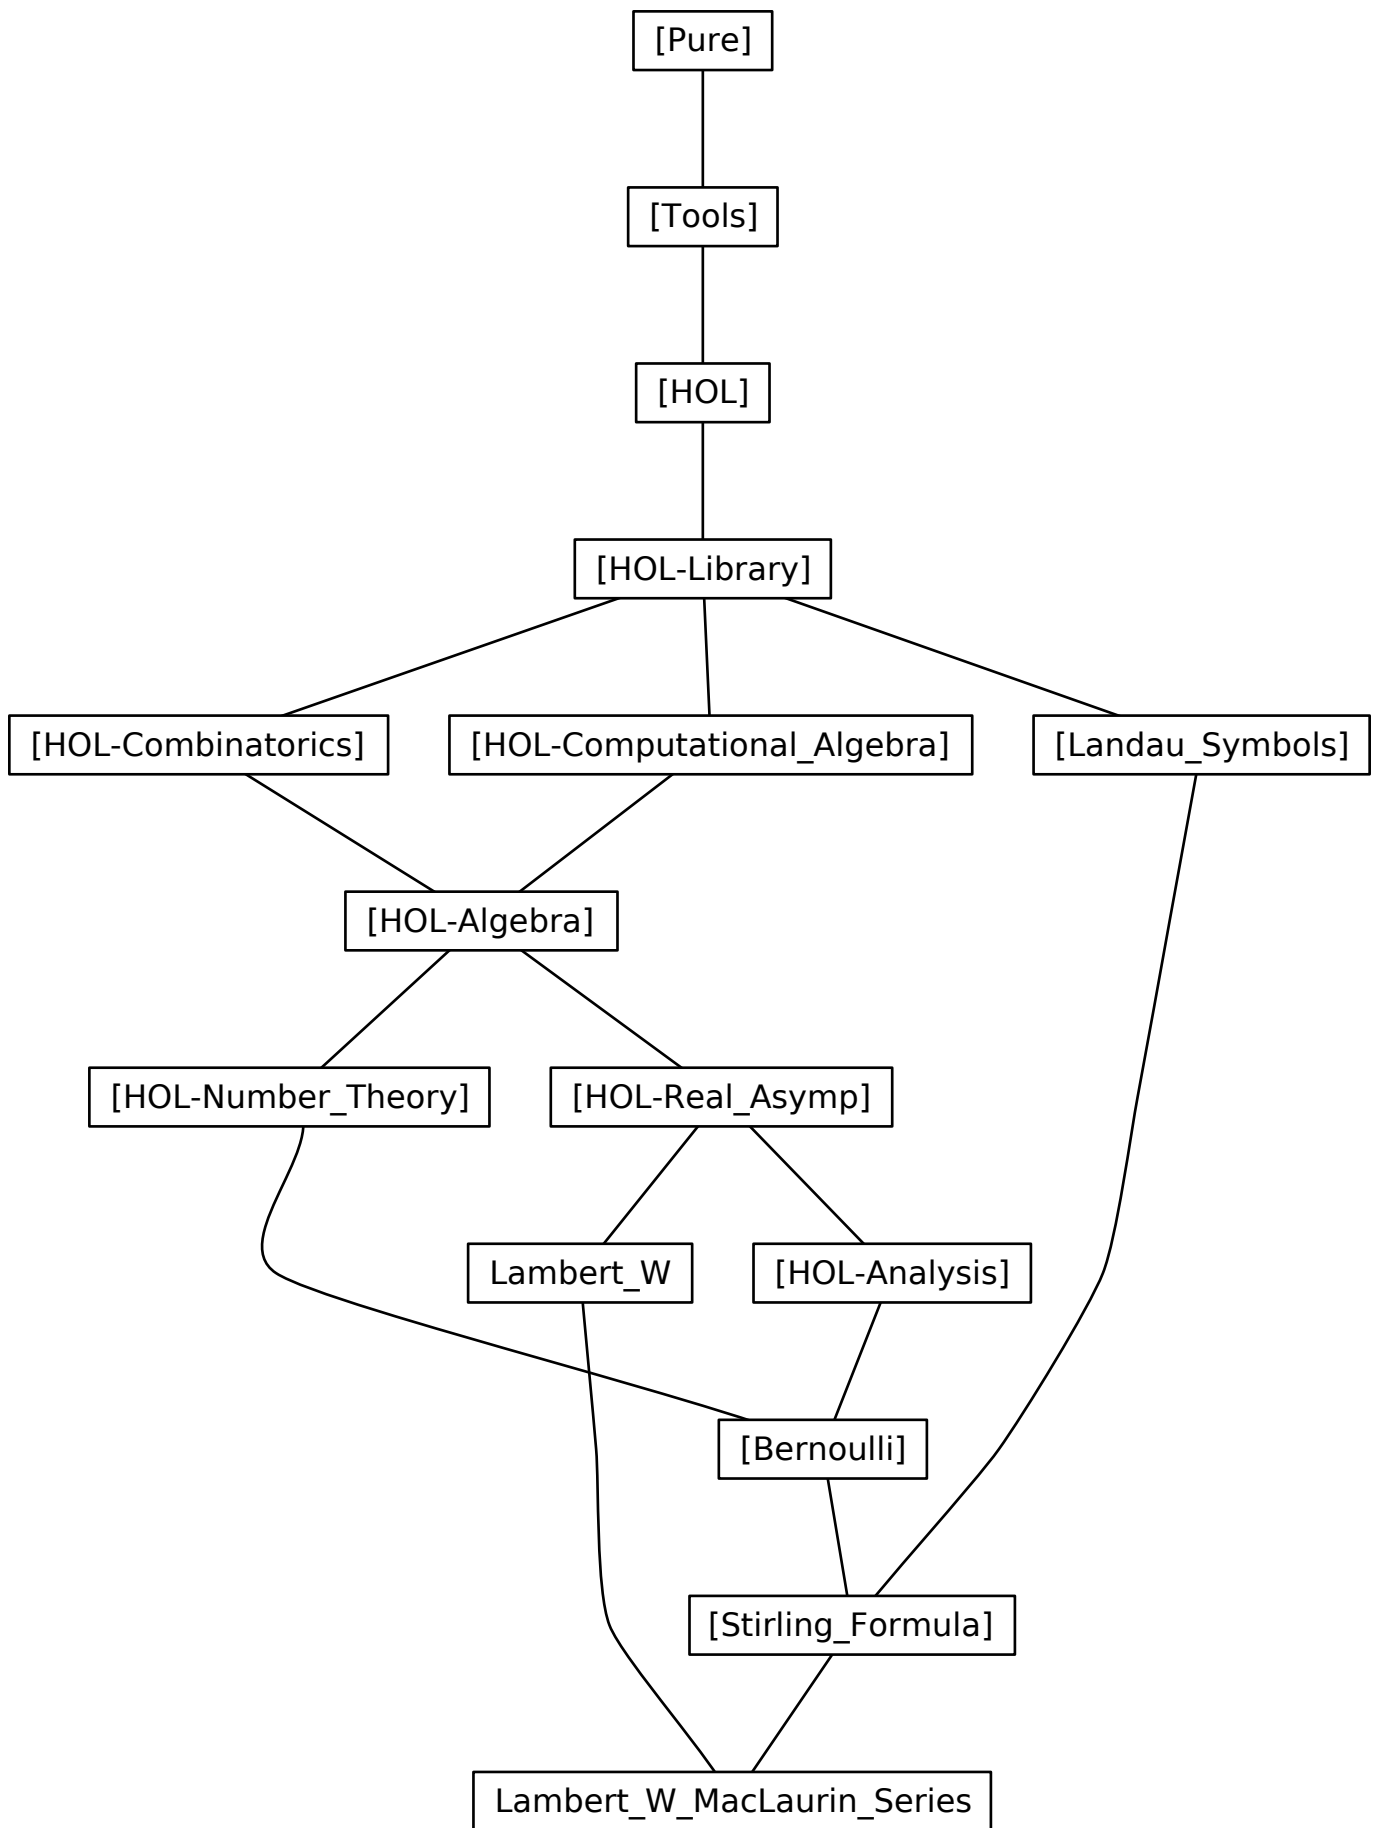 [Pure]
[Tools]
[HOL]
[HOL-Library]
[HOL-Combinatorics]
[HOL-Computational_Algebra]
[Landau_Symbols]
[HOL-Algebra]
[HOL-Number_Theory]
[HOL-Real_Asymp]
Lambert_W
[HOL-Analysis]
[Bernoulli]
[Stirling_Formula]
Lambert_W_MacLaurin_Series